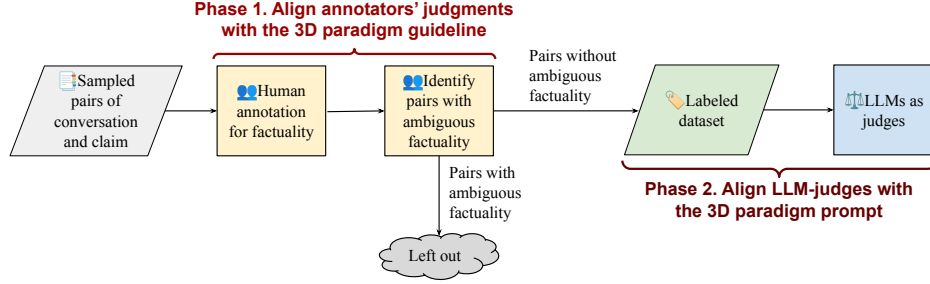 Phase 1. Align annotators' judgments
with the 3D paradigm guideline
Sampled
pairs of
conversation
and claim
Human
annotation
for factuality
Identify
pairs with
ambiguous
factuality
Pairs without
ambiguous
factuality
Labeled
dataset
LLMs as
judges
Pairs with
ambiguous
factuality
Left out
Phase 2. Align LLM-judges with
the 3D paradigm prompt